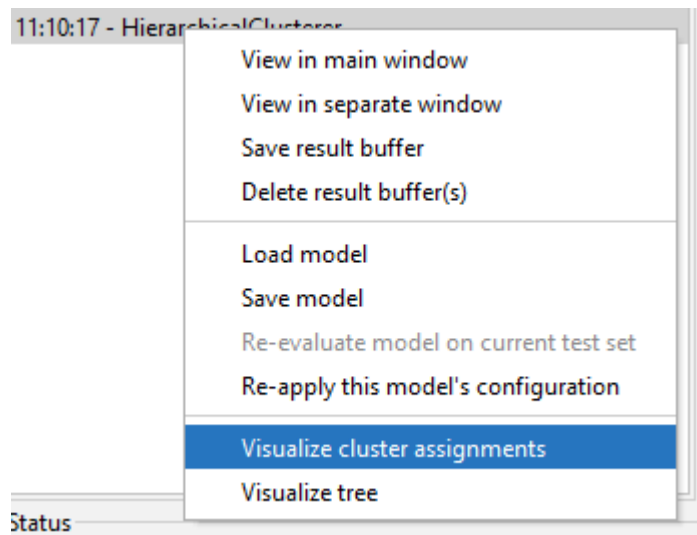 11:10:17 - HierarchicalClusterer
View in main window
View in separate window
Save result buffer
Delete result buffer(s)
Load model
Save model
Re-evaluate model on current test set
Re-apply this model's configuration
Visualize cluster assignments
Visualize tree
Status